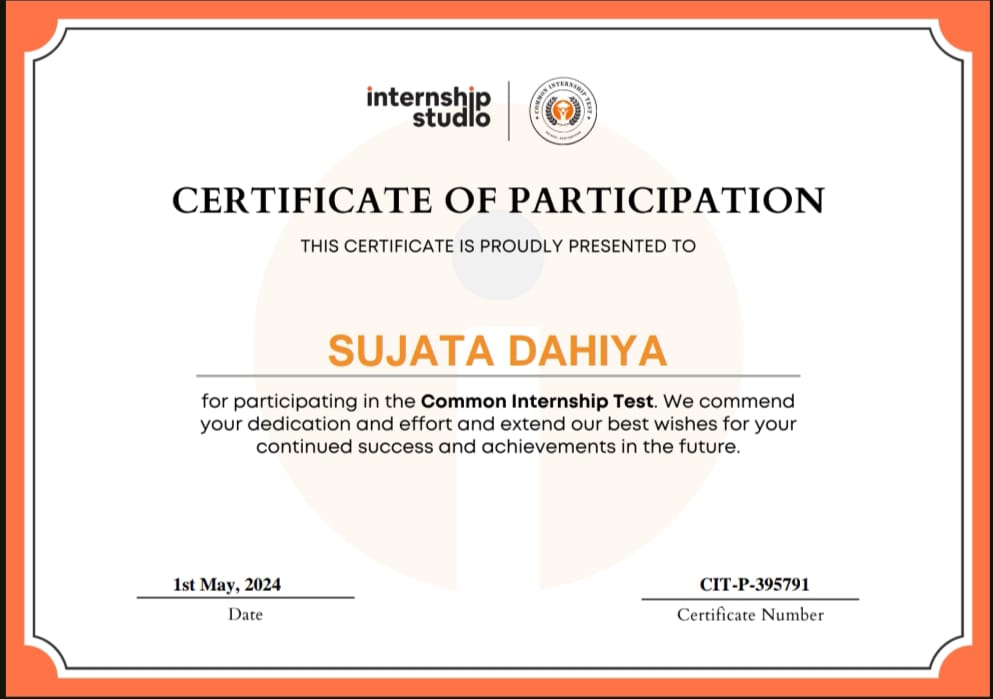 internship
studio
COMMON INTERNSHIP TEST
CERTIFICATE OF PARTICIPATION
THIS CERTIFICATE IS PROUDLY PRESENTED TO
SUJATA DAHIYA
for participating in the Common Internship Test. We commend
your dedication and effort and extend our best wishes for your
continued success and achievements in the future.
1st May, 2024
Date
CIT-P-395791
Certificate Number